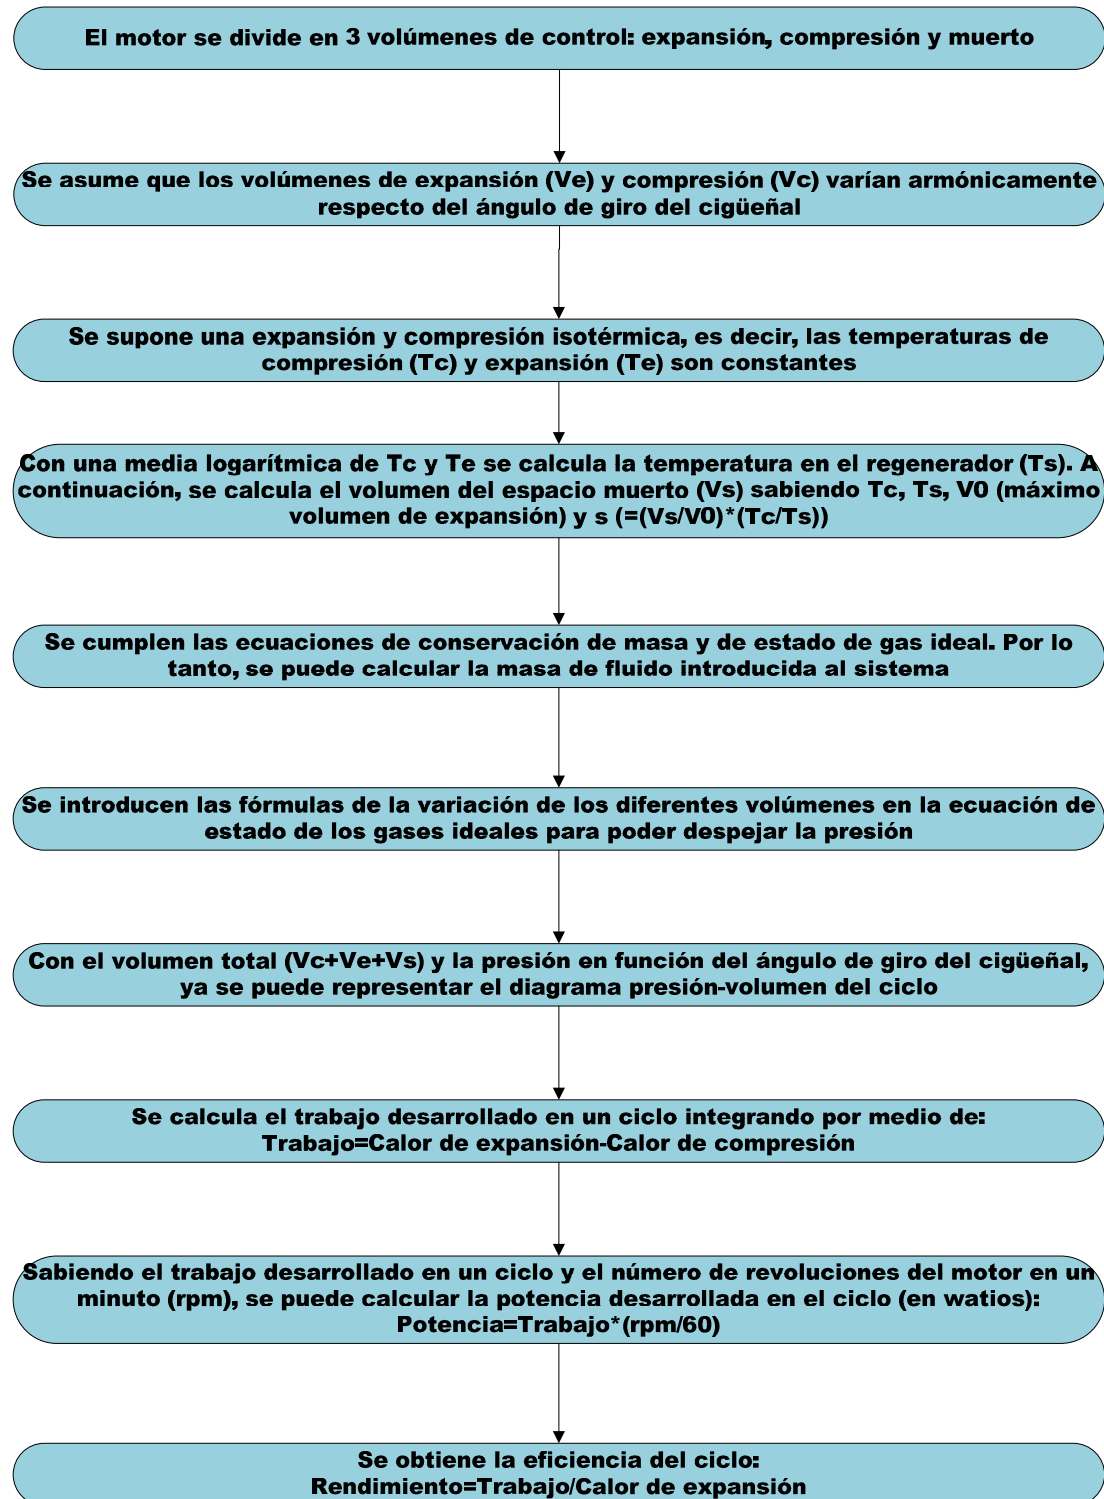 El motor se divide en 3 volúmenes de control: expansión, compresión y muerto
Se asume que los volúmenes de expansión (Ve) y compresión (Vc) varían armónicamente
respecto del ángulo de giro del cigüeñal
Se supone una expansión y compresión isotérmica, es decir, las temperaturas de
compresión (Tc) y expansión (Te) son constantes
Con una media logarítmica de Tc y Te se calcula la temperatura en el regenerador (Ts). A
continuación, se calcula el volumen del espacio muerto (Vs) sabiendo Tc, Ts, V0 (máximo
volumen de expansión) y s (=(Vs/V0)*(Tc/Ts))
Se cumplen las ecuaciones de conservación de masa y de estado de gas ideal. Por lo
tanto, se puede calcular la masa de fluido introducida al sistema
Se introducen las fórmulas de la variación de los diferentes volúmenes en la ecuación de
estado de los gases ideales para poder despejar la presión
Con el volumen total (Vc+Ve+Vs) y la presión en función del ángulo de giro del cigüeñal,
ya se puede representar el diagrama presión-volumen del ciclo
Se calcula el trabajo desarrollado en un ciclo integrando por medio de:
Trabajo=Calor de expansión-Calor de compresión
Sabiendo el trabajo desarrollado en un ciclo y el número de revoluciones del motor en un
minuto (rpm), se puede calcular la potencia desarrollada en el ciclo (en watios):
Potencia=Trabajo*(rpm/60)
Se obtiene la eficiencia del ciclo:
Rendimiento=Trabajo/Calor de expansión